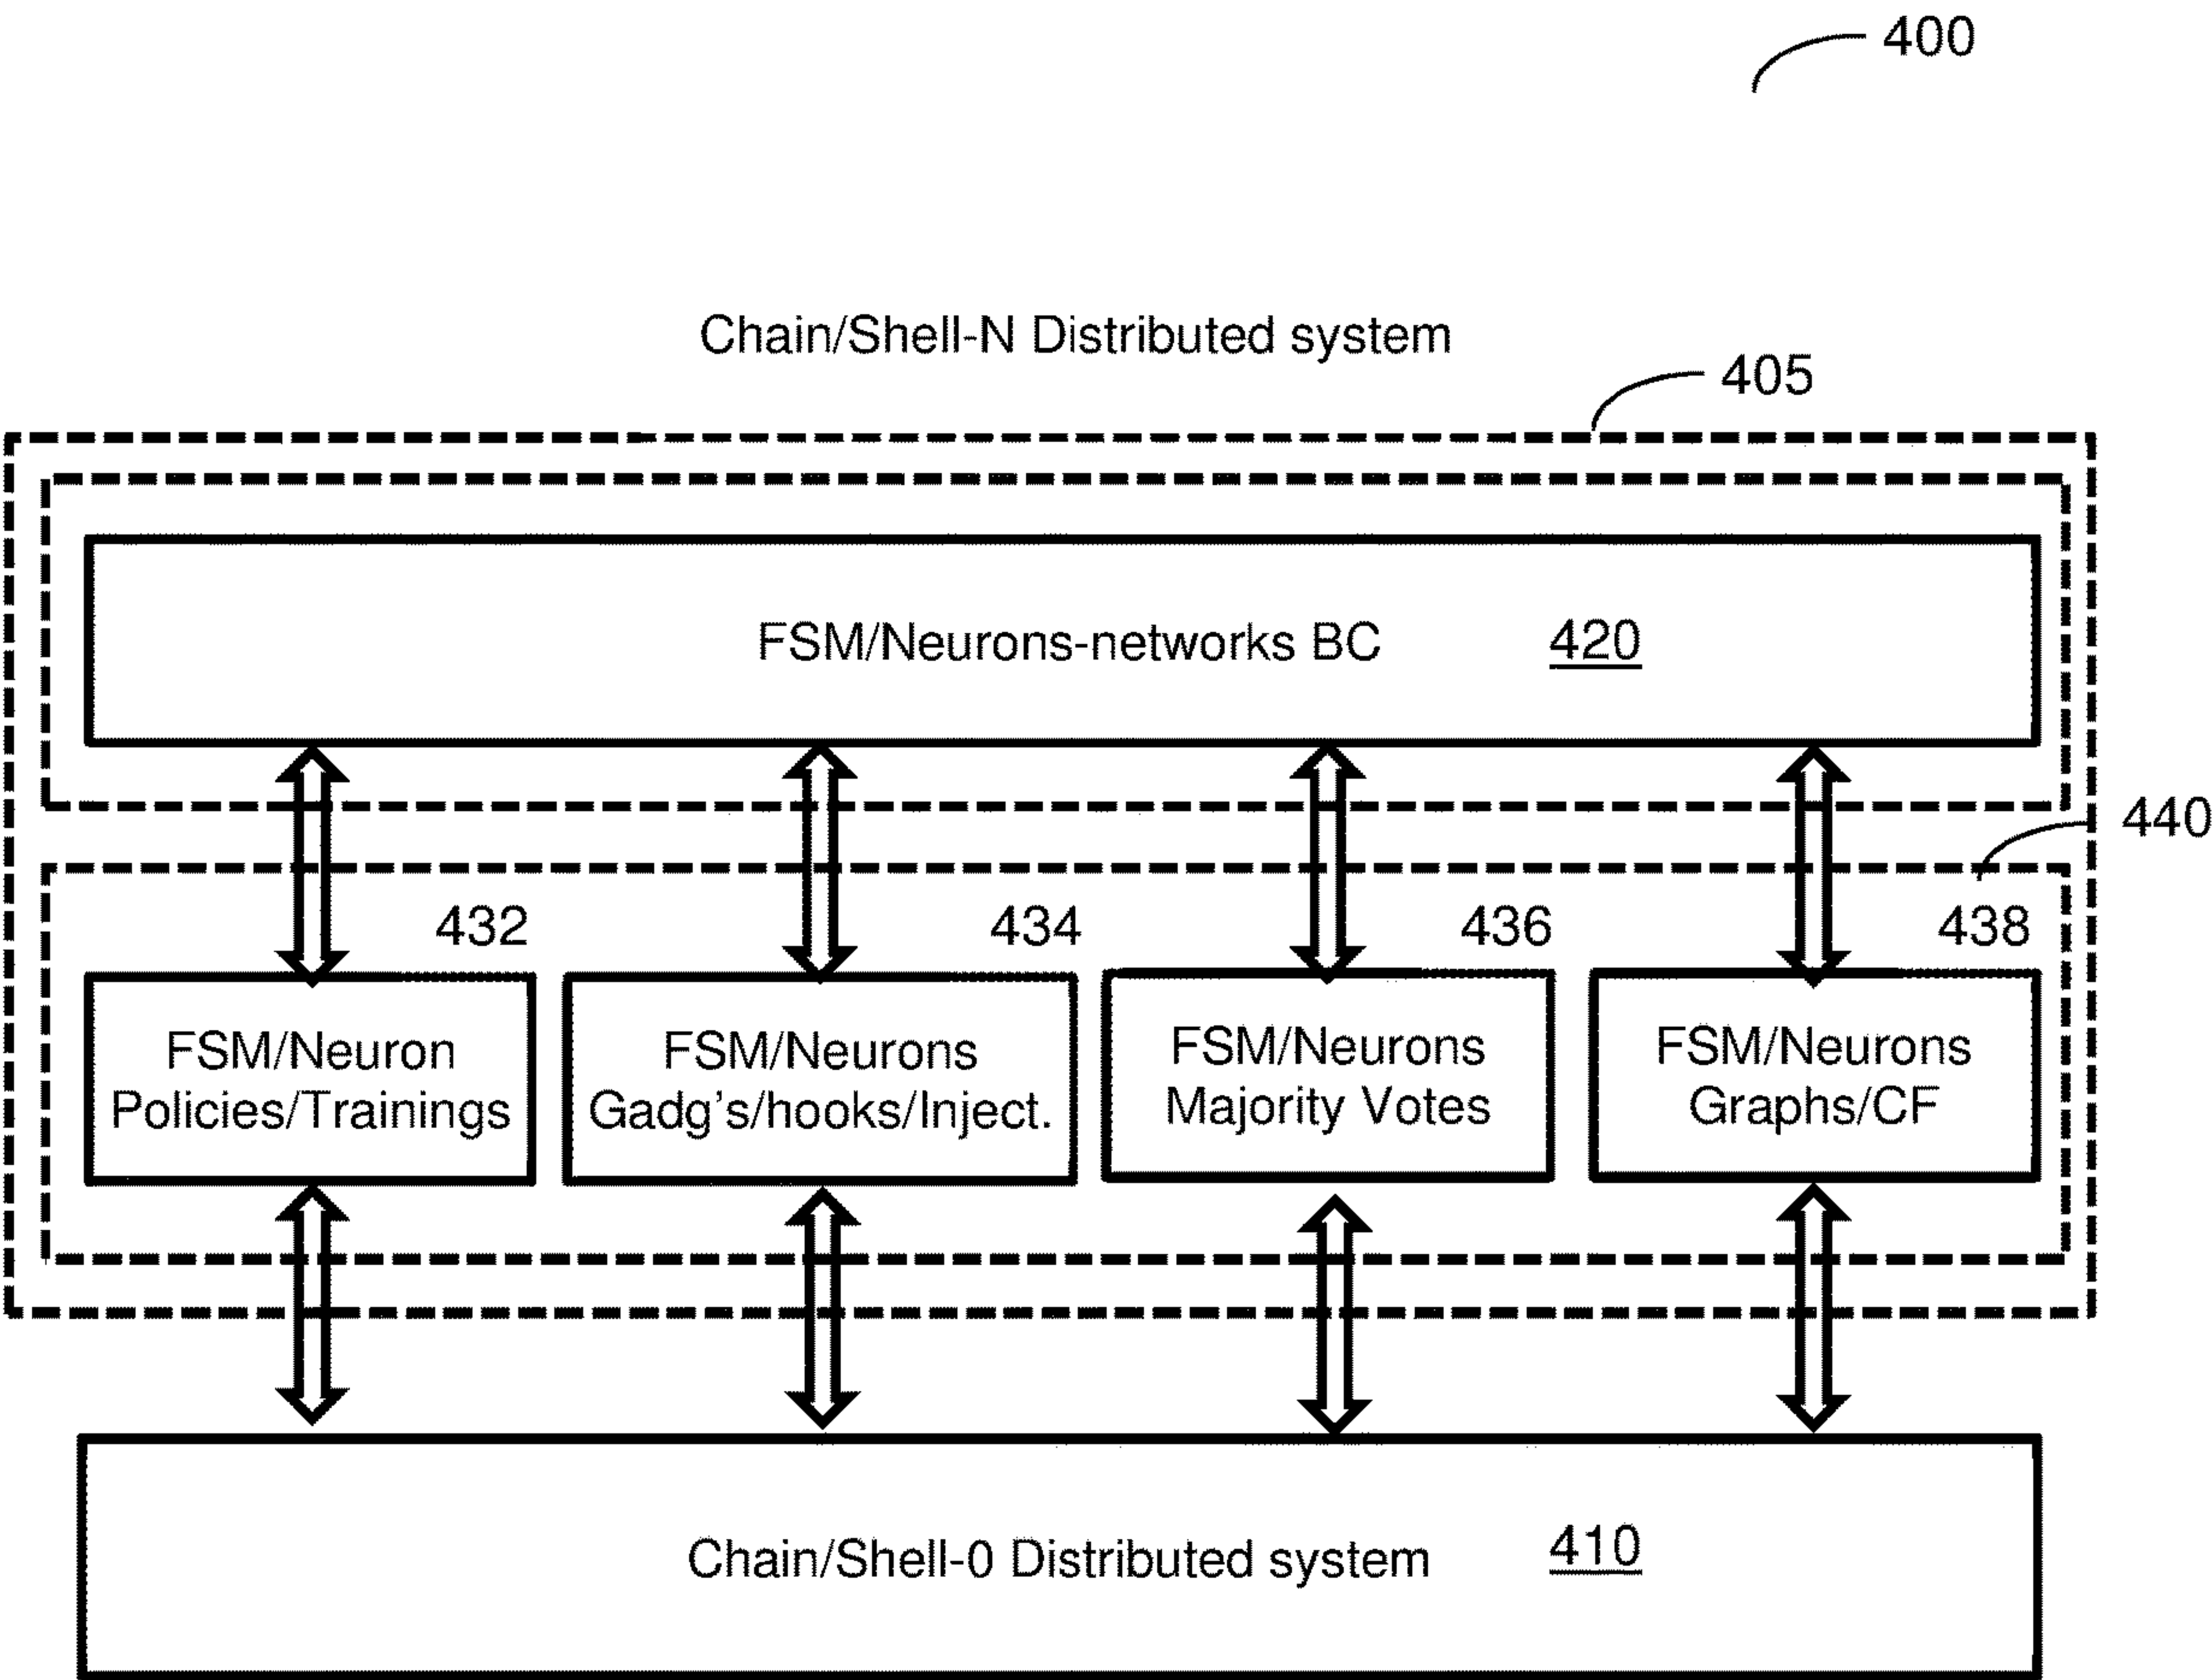 400
Chain/Shell-N Distributed system
405
FSM/Neurons-networks BC 420
440
432 434 436 438
FSM/Neuron
Policies/Trainings
FSM/Neurons
Gadg's/hooks/Inject.
FSM/Neurons
Majority Votes
FSM/Neurons
Graphs/CF
Chain/Shell-0 Distributed system 410